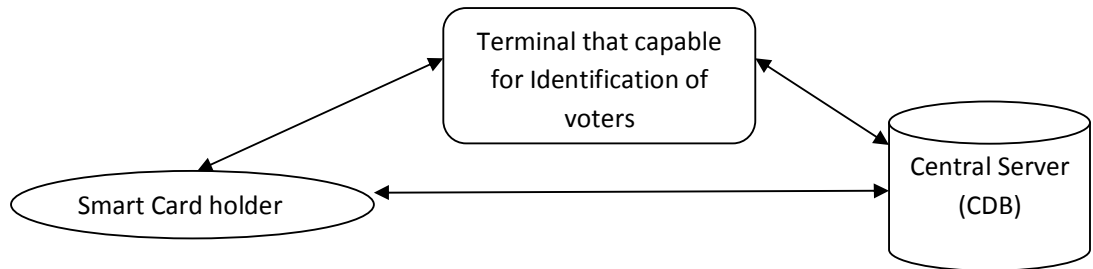 Terminal that capable
for Identification of
voters
Central Server
(CDB)
Smart Card holder